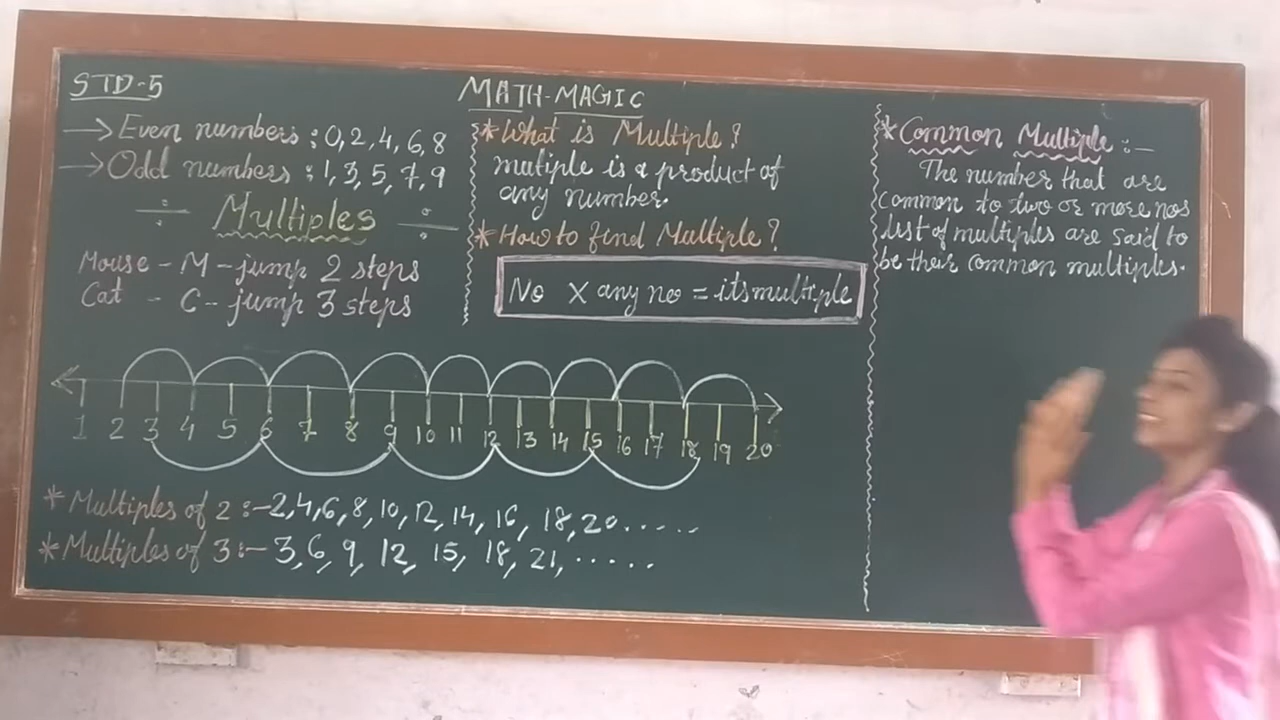 STD-5
MATH-MAGIC
→ Even numbers : 0, 2, 4, 6, 8
→ Odd numbers : 1, 3, 5, 7, 9
÷ Multiples ÷
Mouse - M - jump 2 steps
Cat - C - jump 3 steps
* What is Multiple?
mutiple is a product of
any number.
* How to find Multiple?
No X any no = its multiple
* Common Multiple :-
The number that are
common to two or more nos
list of multiples are said to
be their common multiples.
1 2 3 4 5 6 7 8 9 10 11 12 13 14 15 16 17 18 19 20
* Multiples of 2 :- 2, 4, 6, 8, 10, 12, 14, 16, 18, 20......
* Multiples of 3 :- 3, 6, 9, 12, 15, 18, 21, .....